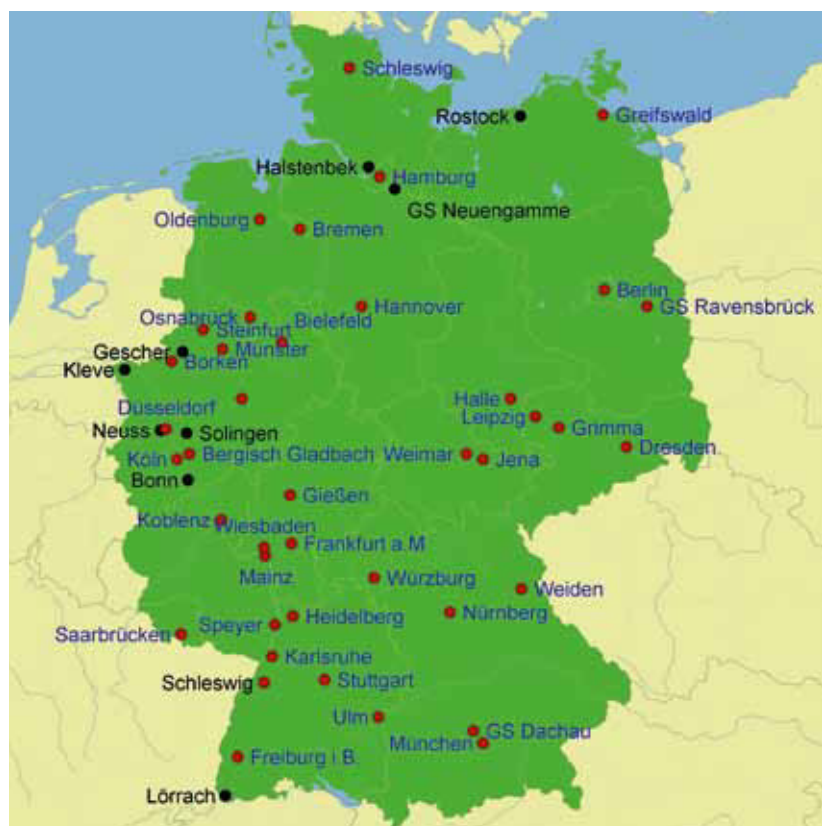 Schleswig
Rostock
Greifswald
Halstenbek
Hamburg
GS Neuengamme
Oldenburg
Bremen
Berlin
Hannover
GS Ravensbrück
Osnabrück
Bielefeld
Steinfurt
Gescher
Münster
Borken
Kleve
Halle
Düsseldorf
Leipzig
Neuss
Solingen
Grimma
Dresden
Köln
Bergisch Gladbach
Weimar
Jena
Bonn
Gießen
Koblenz
Wiesbaden
Frankfurt a.M
Mainz
Würzburg
Weiden
Speyer
Heidelberg
Nürnberg
Saarbrücken
Karlsruhe
Schleswig
Stuttgart
Ulm
GS Dachau
München
Freiburg i.B.
Lörrach